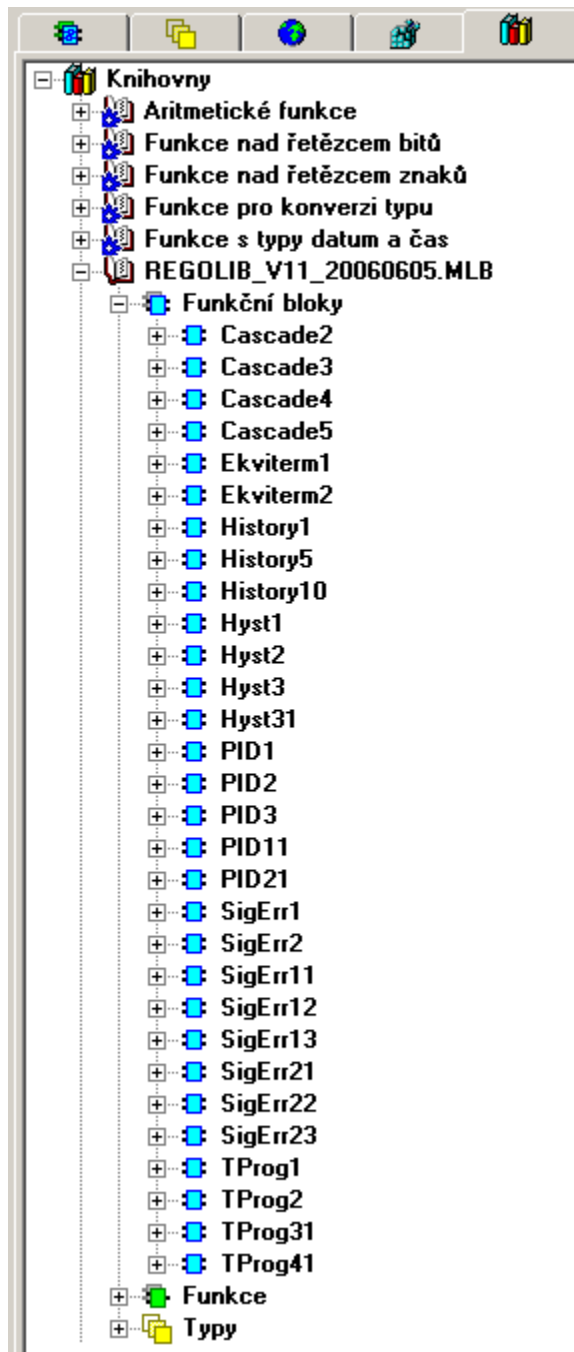 Knihovny
Aritmetické funkce
Funkce nad řetězcem bitů
Funkce nad řetězcem znaků
Funkce pro konverzi typu
Funkce s typy datum a čas
REGOLIB_V11_20060605.MLB
Funkční bloky
Cascade2
Cascade3
Cascade4
Cascade5
Ekviterm1
Ekviterm2
History1
History5
History10
Hyst1
Hyst2
Hyst3
Hyst31
PID1
PID2
PID3
PID11
PID21
SigErr1
SigErr2
SigErr11
SigErr12
SigErr13
SigErr21
SigErr22
SigErr23
TProg1
TProg2
TProg31
TProg41
Funkce
Typy